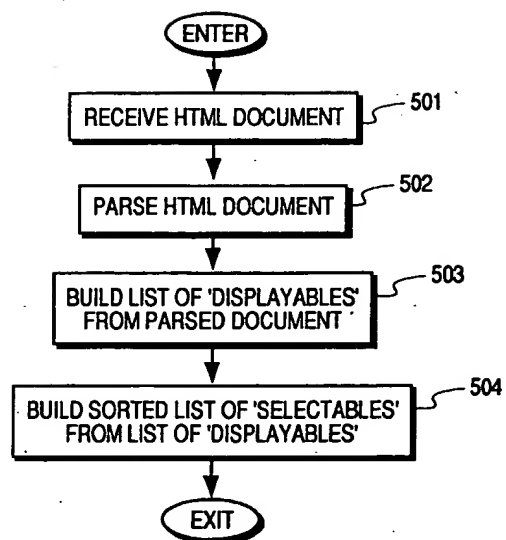 ENTER
RECEIVE HTML DOCUMENT
501
PARSE HTML DOCUMENT
502
BUILD LIST OF 'DISPLAYABLES'
FROM PARSED DOCUMENT
503
BUILD SORTED LIST OF 'SELECTABLES'
FROM LIST OF 'DISPLAYABLES'
504
EXIT